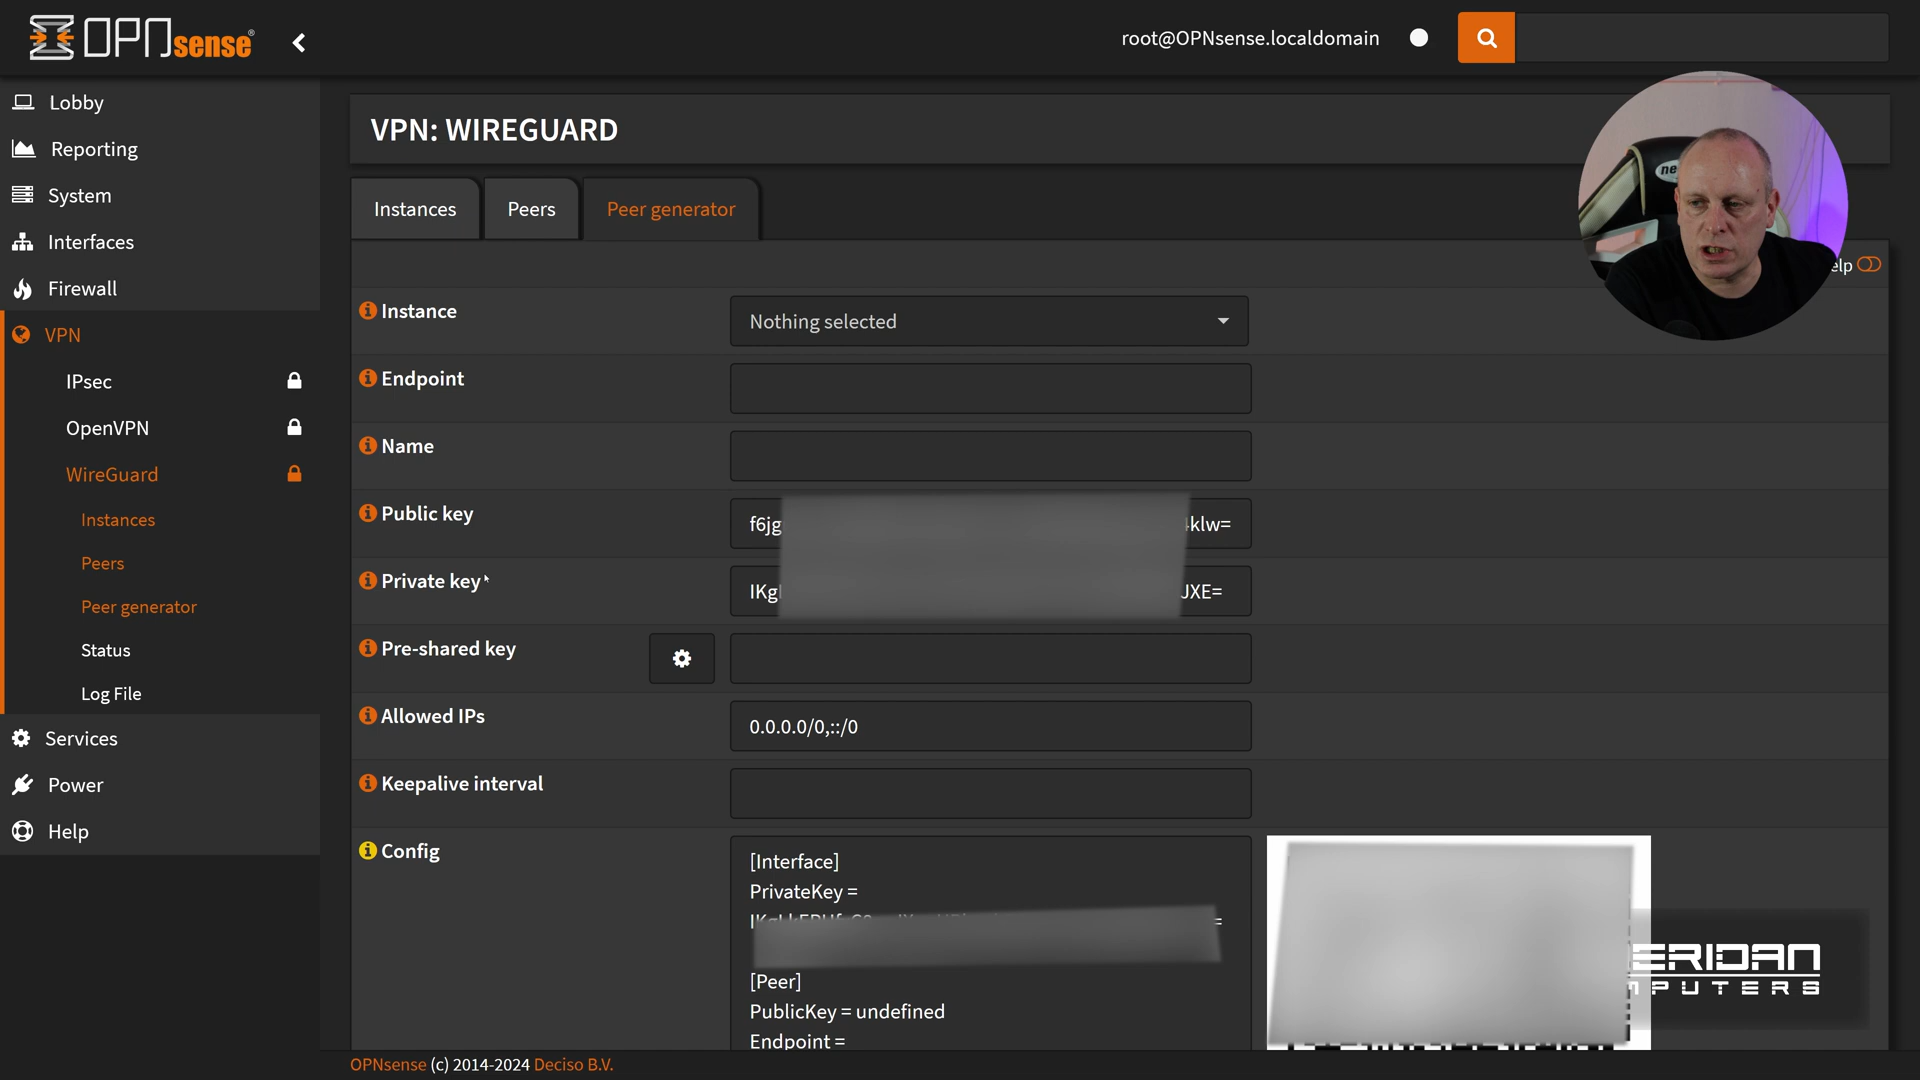 OPNsense®
root@OPNsense.localdomain
Lobby
Reporting
System
Interfaces
Firewall
VPN
IPsec
OpenVPN
WireGuard
Instances
Peers
Peer generator
Status
Log File
Services
Power
Help
VPN: WIREGUARD
Instances
Peers
Peer generator
elp
Instance
Nothing selected
Endpoint
Name
Public key
f6jg
klw=
Private key
IKg
JXE=
Pre-shared key
Allowed IPs
0.0.0.0/0,::/0
Keepalive interval
Config
[Interface]
PrivateKey =
=
[Peer]
PublicKey = undefined
Endpoint =
ERIDAN
MPUTERS
OPNsense (c) 2014-2024 Deciso B.V.